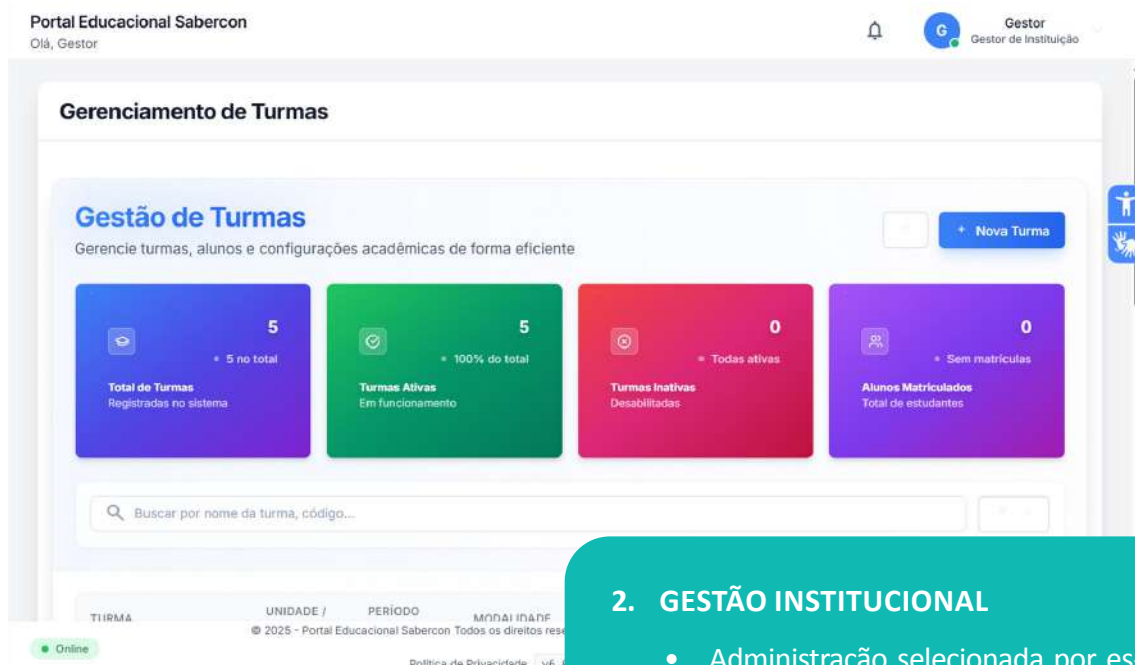 Portal Educacional Sabercon
Olá, Gestor
G
Gestor
Gestor de Instituição
Gerenciamento de Turmas
Gestão de Turmas
Gerencie turmas, alunos e configurações acadêmicas de forma eficiente
+ Nova Turma
5
5 no total
Total de Turmas
Registradas no sistema
5
100% do total
Turmas Ativas
Em funcionamento
0
Todas ativas
Turmas Inativas
Desabilitadas
0
Sem matrículas
Alunos Matriculados
Total de estudantes
Buscar por nome da turma, código...
TURMA
UNIDADE /
PERÍODO
MODALIDADE
© 2025 - Portal Educacional Sabercon Todos os direitos rese
Online
Política de Privacidade
2. GESTÃO INSTITUCIONAL
• Administração selecionada por es